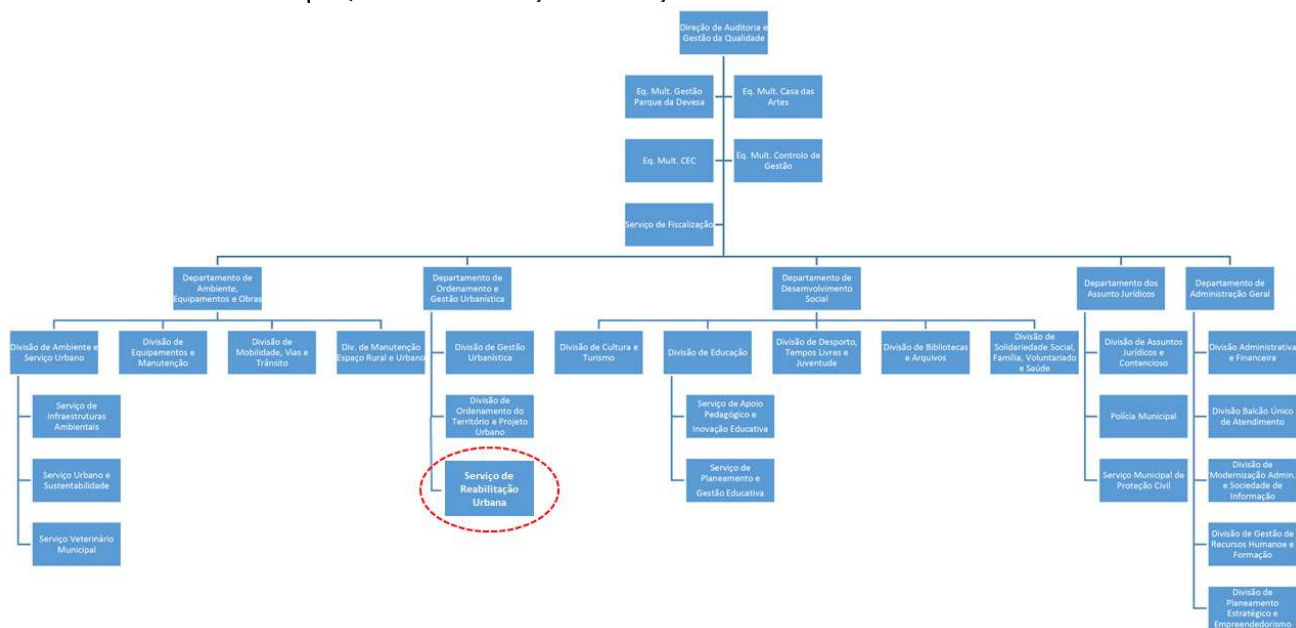 Direção de Auditoria e
Gestão da Qualidade
Eq. Mult. Gestão
Parque da Devesa
Eq. Mult. Casa das
Artes
Eq. Mult. CEC
Eq. Mult. Controlo de
Gestão
Serviço de Fiscalização
Departamento de
Ambiente,
Equipamentos e Obras
Departamento de
Ordenamento e
Gestão Urbanística
Departamento de
Desenvolvimento
Social
Departamento dos
Assunto Jurídicos
Departamento de
Administração Geral
Divisão de Ambiente e
Serviço Urbano
Divisão de
Equipamentos e
Manutenção
Divisão de
Mobilidade, Vias e
Trânsito
Div. de Manutenção
Espaço Rural e Urbano
Divisão de Gestão
Urbanística
Divisão de Cultura e
Turismo
Divisão de Educação
Divisão de Desporto,
Tempos Livres e
Juventude
Divisão de Bibliotecas
e Arquivos
Divisão de
Solidariedade Social,
Família, Voluntariado
e Saúde
Divisão de Assuntos
Jurídicos e
Contencioso
Divisão Administrativa
e Financeira
Serviço de
Infraestruturas
Ambientais
Divisão de
Ordenamento do
Território e Projeto
Urbano
Serviço de Apoio
Pedagógico e
Inovação Educativa
Polícia Municipal
Divisão Balcão Único
de Atendimento
Serviço Urbano e
Sustentabilidade
Serviço de
Reabilitação
Urbana
Serviço de
Planeamento e
Gestão Educativa
Serviço Municipal de
Proteção Civil
Divisão de
Modernização Admin.
e Sociedade de
Informação
Serviço Veterinário
Municipal
Divisão de Gestão de
Recursos Humanoe e
Formação
Divisão de
Planeamento
Estratégico e
Empreendedorismo